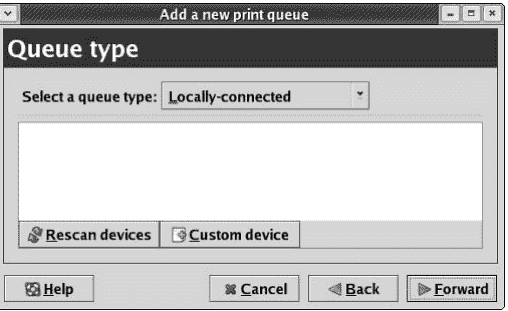 Add a new print queue
Queue type
Select a queue type: Locally-connected
Rescan devices Custom device
Help Cancel Back Forward